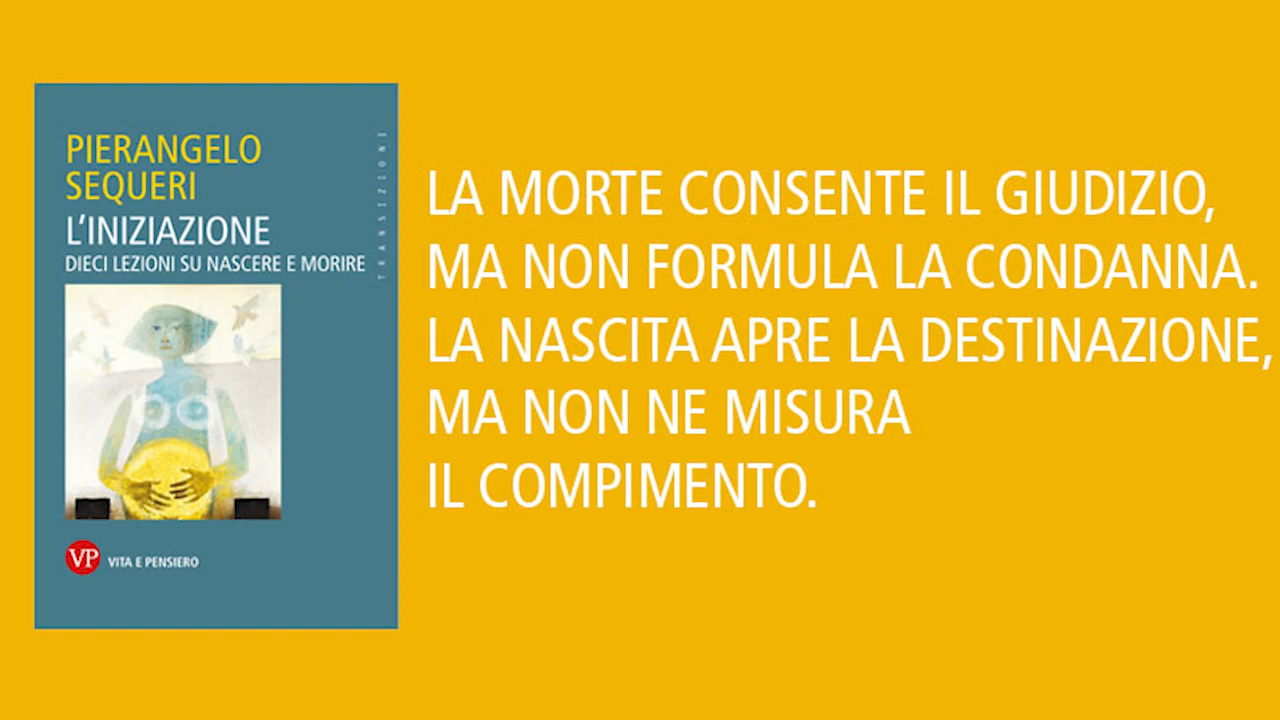 PIERANGELO
SEQUERI
L'INIZIAZIONE
DIECI LEZIONI SU NASCERE E MORIRE
TRANSIZIONI
VP VITA E PENSIERO
LA MORTE CONSENTE IL GIUDIZIO,
MA NON FORMULA LA CONDANNA.
LA NASCITA APRE LA DESTINAZIONE,
MA NON NE MISURA
IL COMPIMENTO.